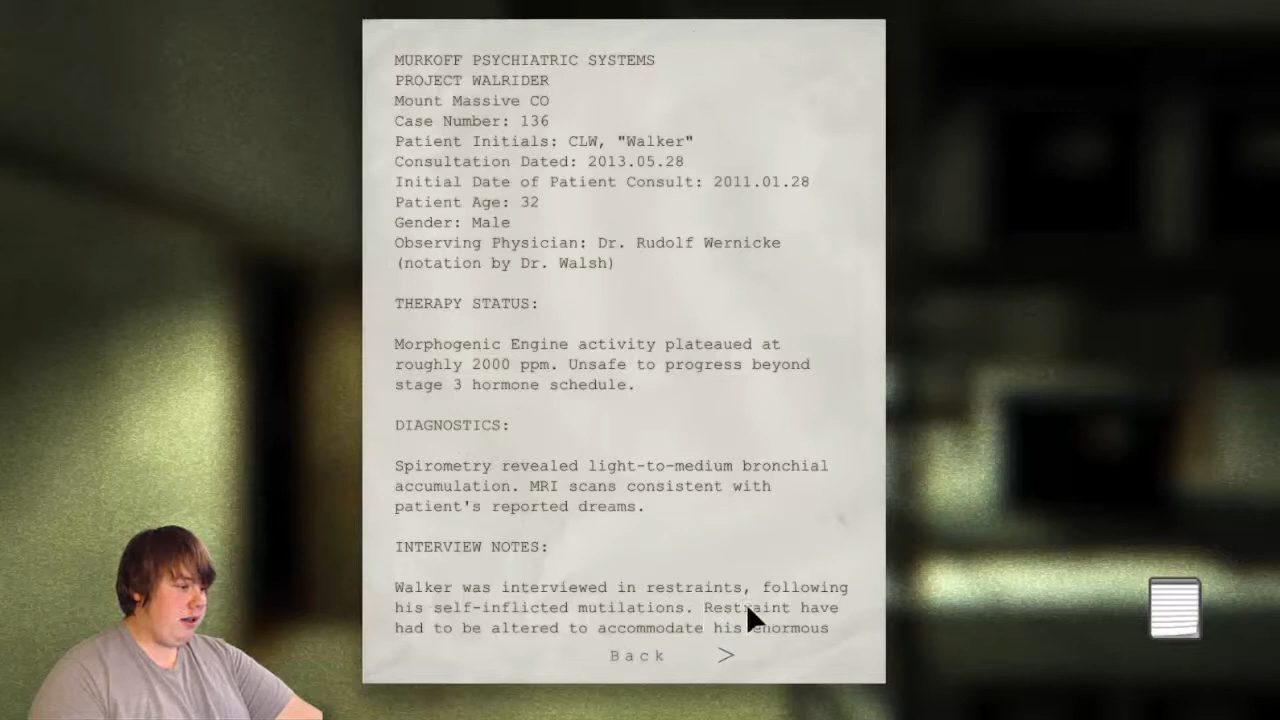 MURKOFF PSYCHIATRIC SYSTEMS
PROJECT WALRIDER
Mount Massive CO
Case Number: 136
Patient Initials: CLW, "Walker"
Consultation Dated: 2013.05.28
Initial Date of Patient Consult: 2011.01.28
Patient Age: 32
Gender: Male
Observing Physician: Dr. Rudolf Wernicke
(notation by Dr. Walsh)
THERAPY STATUS:
Morphogenic Engine activity plateaued at
roughly 2000 ppm. Unsafe to progress beyond
stage 3 hormone schedule.
DIAGNOSTICS:
Spirometry revealed light-to-medium bronchial
accumulation. MRI scans consistent with
patient's reported dreams.
INTERVIEW NOTES:
Walker was interviewed in restraints, following
his self-inflicted mutilations. Restraint have
had to be altered to accommodate his enormous
Back >